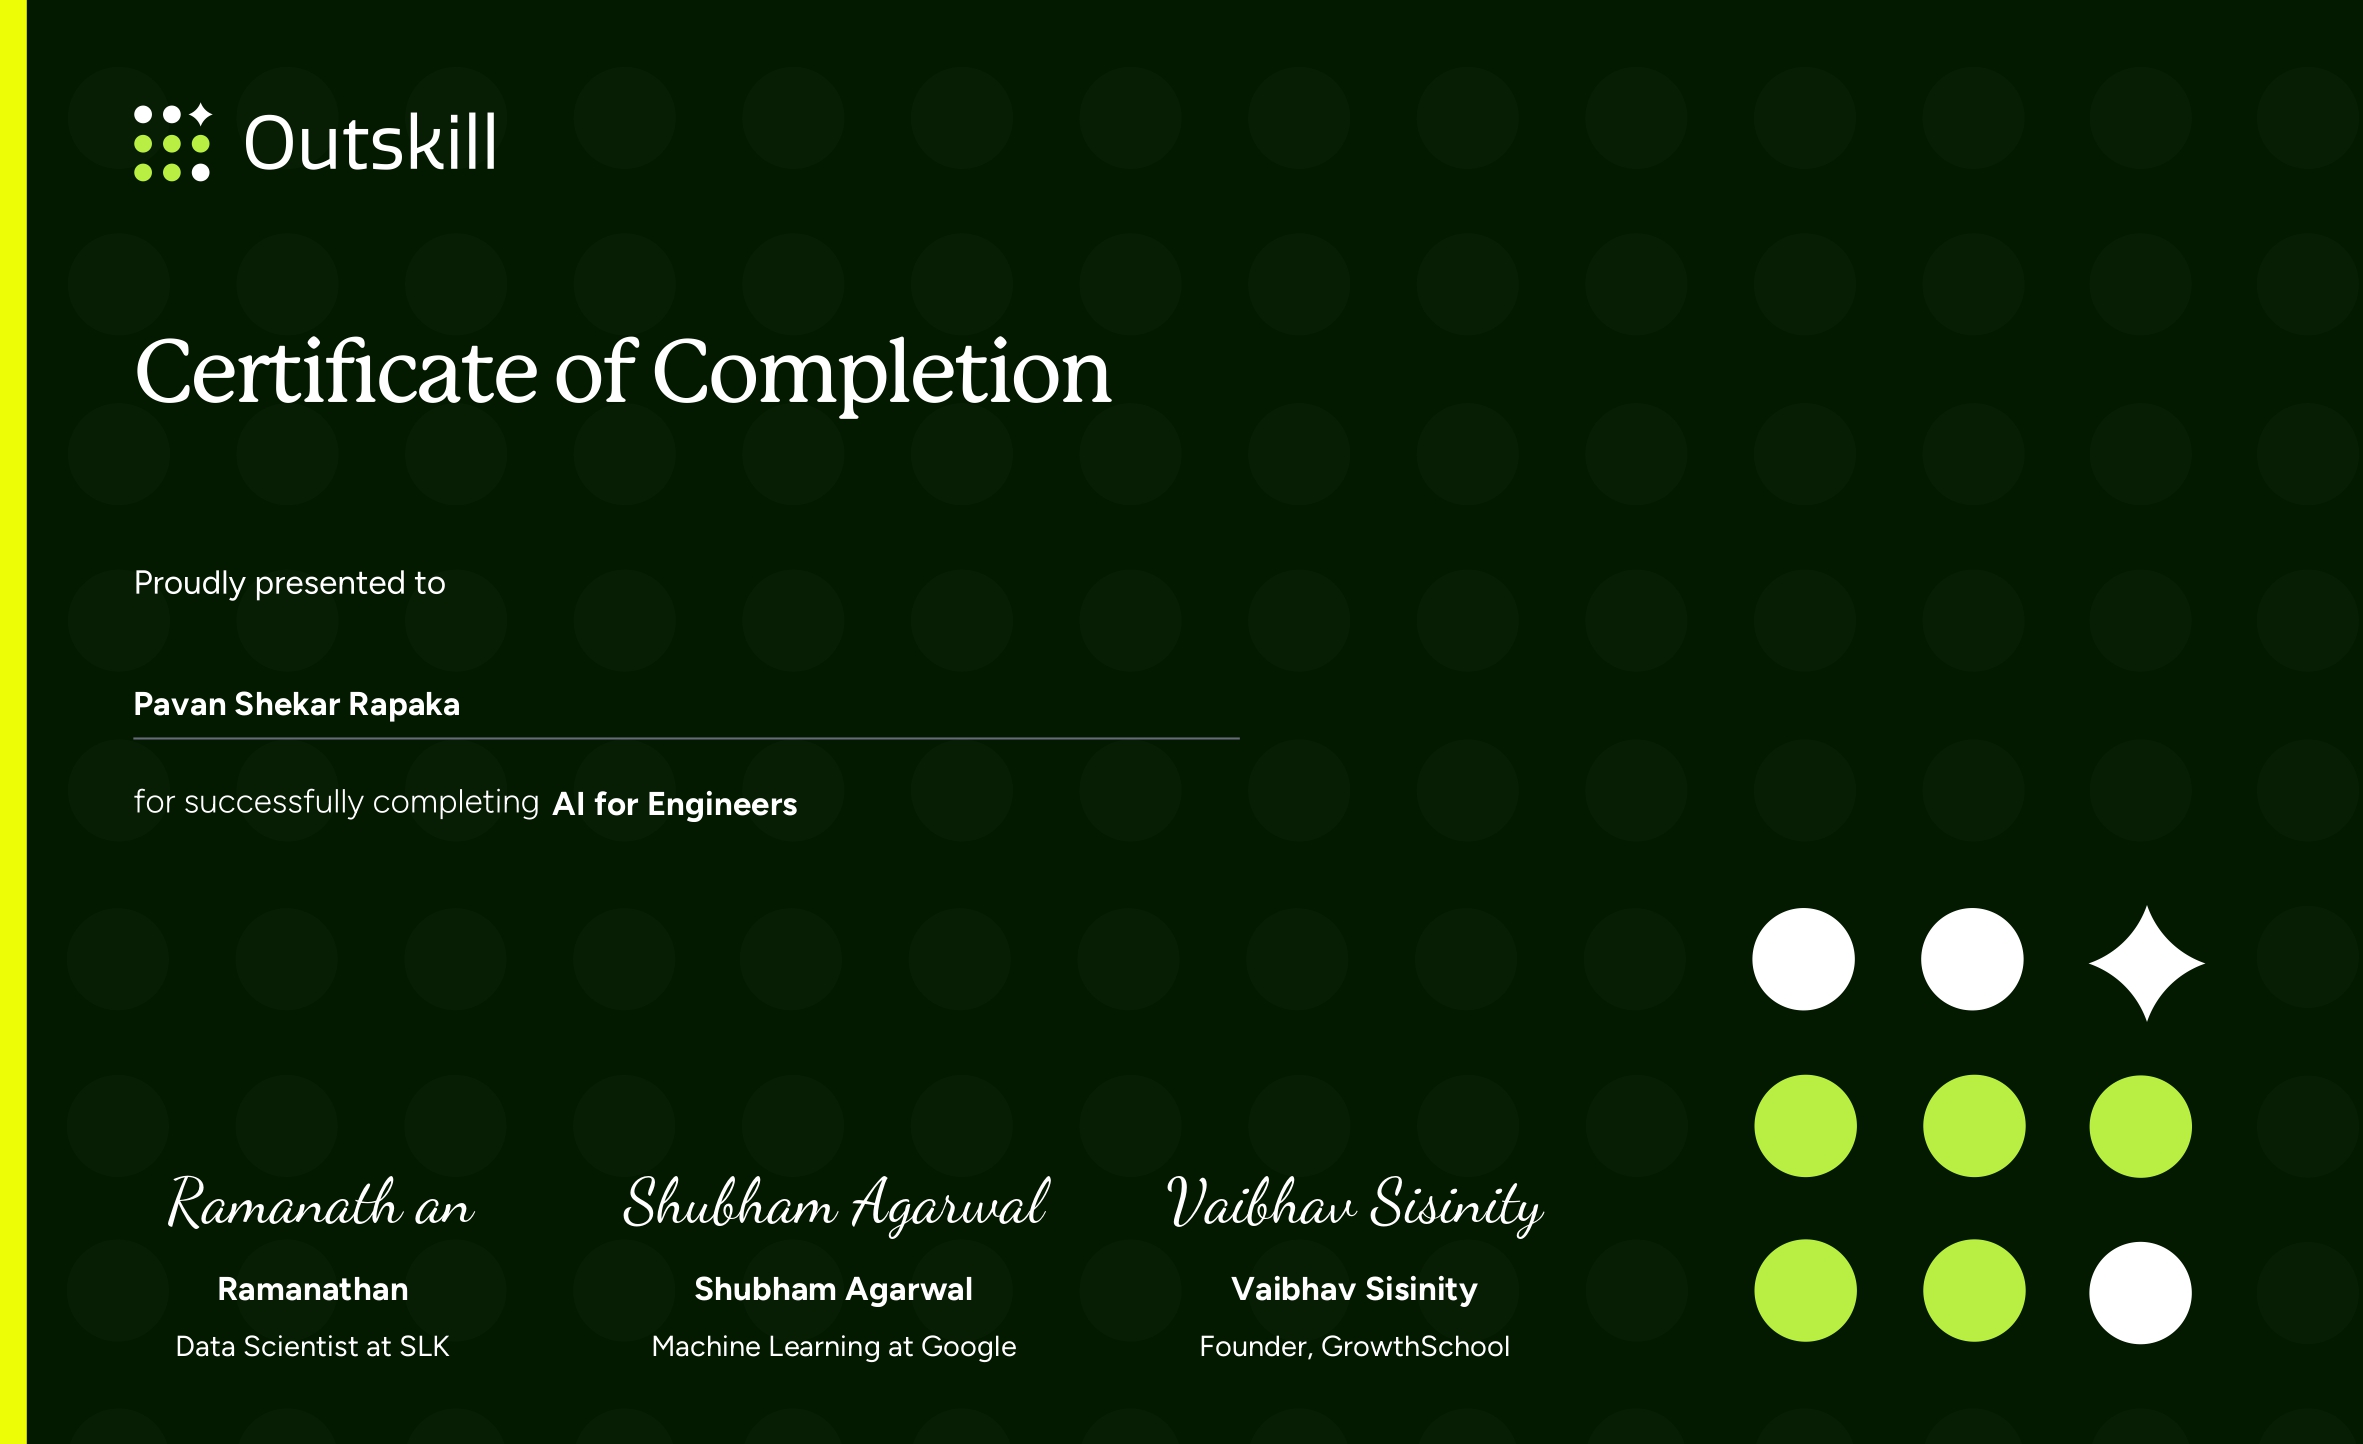 Outskill
Certificate of Completion
Proudly presented to
Pavan Shekar Rapaka
for successfully completing AI for Engineers
Ramanath an Shubham Agarwal Vaibhav Sisinity
Ramanathan Shubham Agarwal Vaibhav Sisinity
Data Scientist at SLK Machine Learning at Google Founder, GrowthSchool